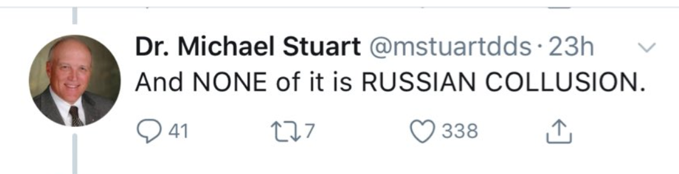 Dr. Michael Stuart @mstuartdds · 23h
And NONE of it is RUSSIAN COLLUSION.
41 7 338